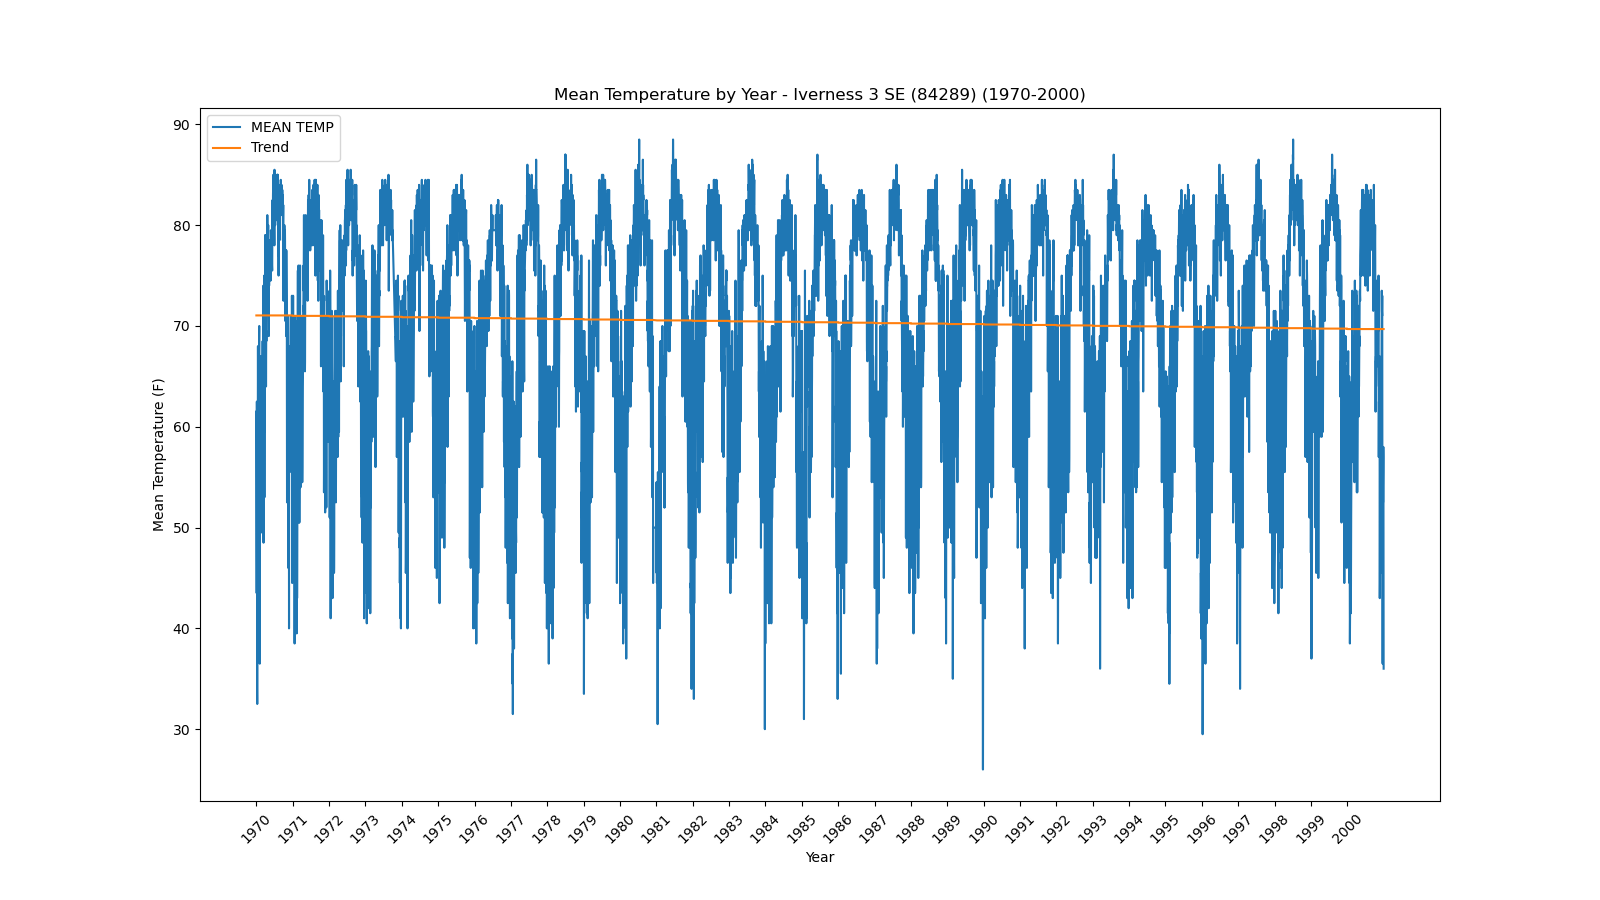 Mean Temperature by Year - Iverness 3 SE (84289) (1970-2000)
MEAN TEMP
Trend
90
80
70
60
50
40
30
Mean Temperature (F)
1970 1971 1972 1973 1974 1975 1976 1977 1978 1979 1980 1981 1982 1983 1984 1985 1986 1987 1988 1989 1990 1991 1992 1993 1994 1995 1996 1997 1998 1999 2000
Year